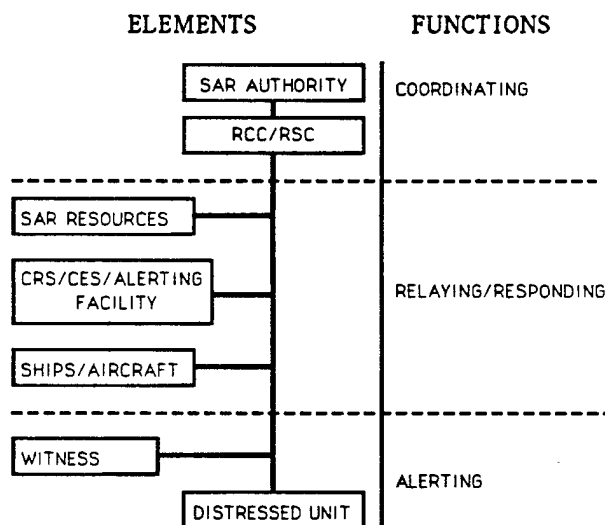 ELEMENTS
FUNCTIONS
SAR AUTHORITY
COORDINATING
RCC/RSC
SAR RESOURCES
CRS/CES/ALERTING
FACILITY
RELAYING/RESPONDING
SHIPS/AIRCRAFT
WITNESS
ALERTING
DISTRESSED UNIT